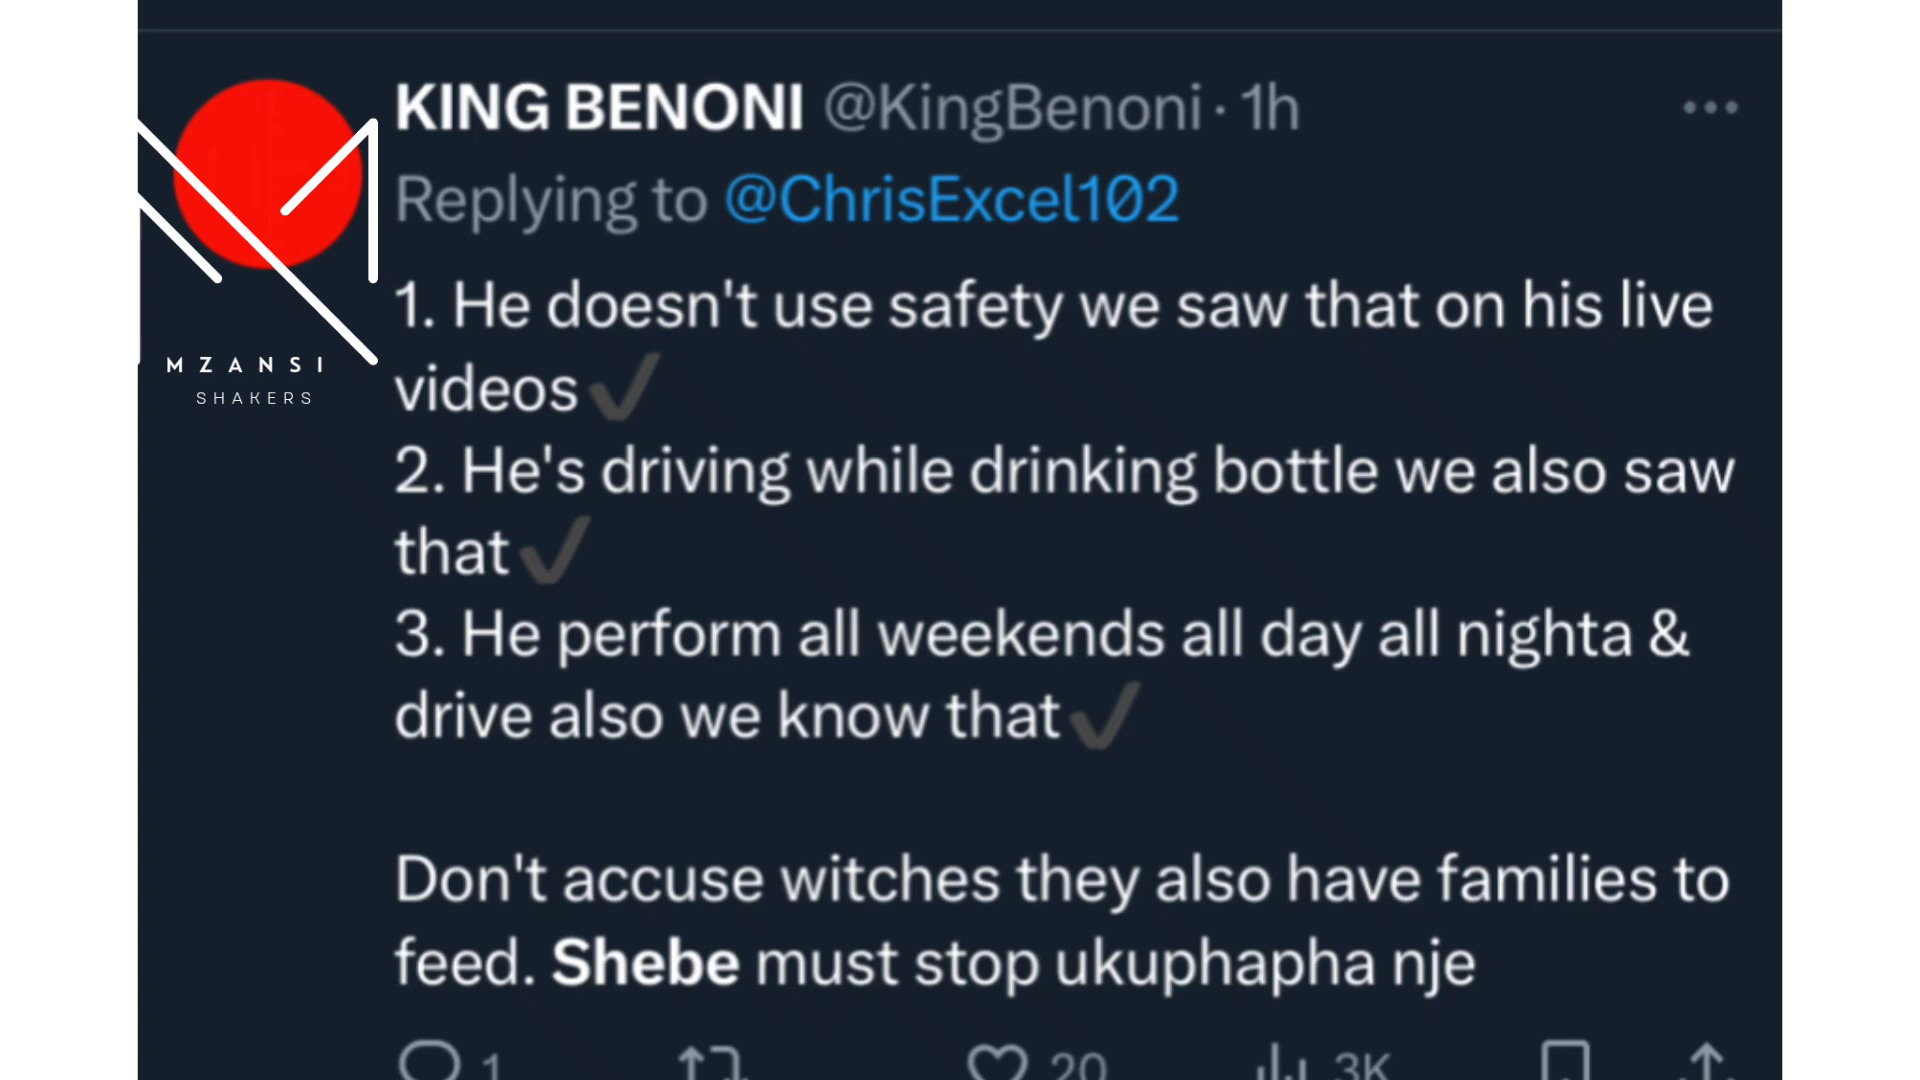 KING BENONI @KingBenoni · 1h
Replying to @ChrisExcel102
1. He doesn't use safety we saw that on his live
videos✔
2. He's driving while drinking bottle we also saw
that✔
3. He perform all weekends all day all nighta &
drive also we know that✔
Don't accuse witches they also have families to
feed. Shebe must stop ukuphapha nje
1 20 3K
MZANSI
SHAKERS